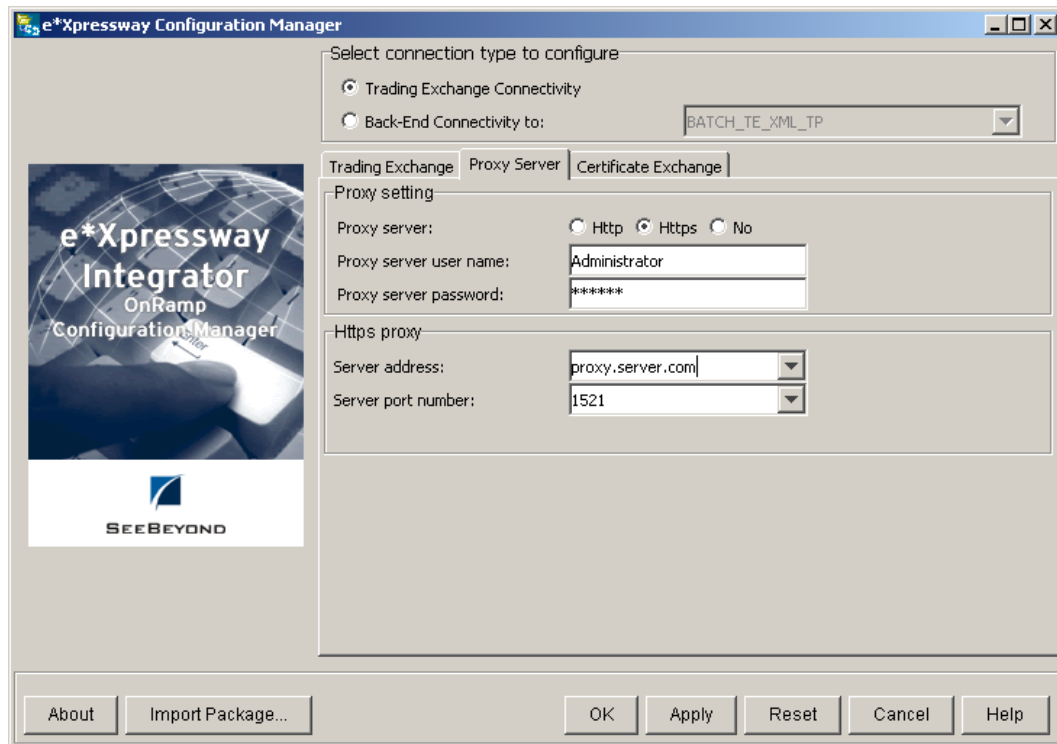 e*Xpressway Configuration Manager
Select connection type to configure
Trading Exchange Connectivity
Back-End Connectivity to:
BATCH_TE_XML_TP
Trading Exchange
Proxy Server
Certificate Exchange
Proxy setting
Proxy server:
Http
Https
No
Proxy server user name:
Administrator
Proxy server password:
******
Https proxy
Server address:
proxy.server.com
Server port number:
1521
e*Xpressway
Integrator
OnRamp
Configuration Manager
Enter
SEEBEYOND
About
Import Package...
OK
Apply
Reset
Cancel
Help